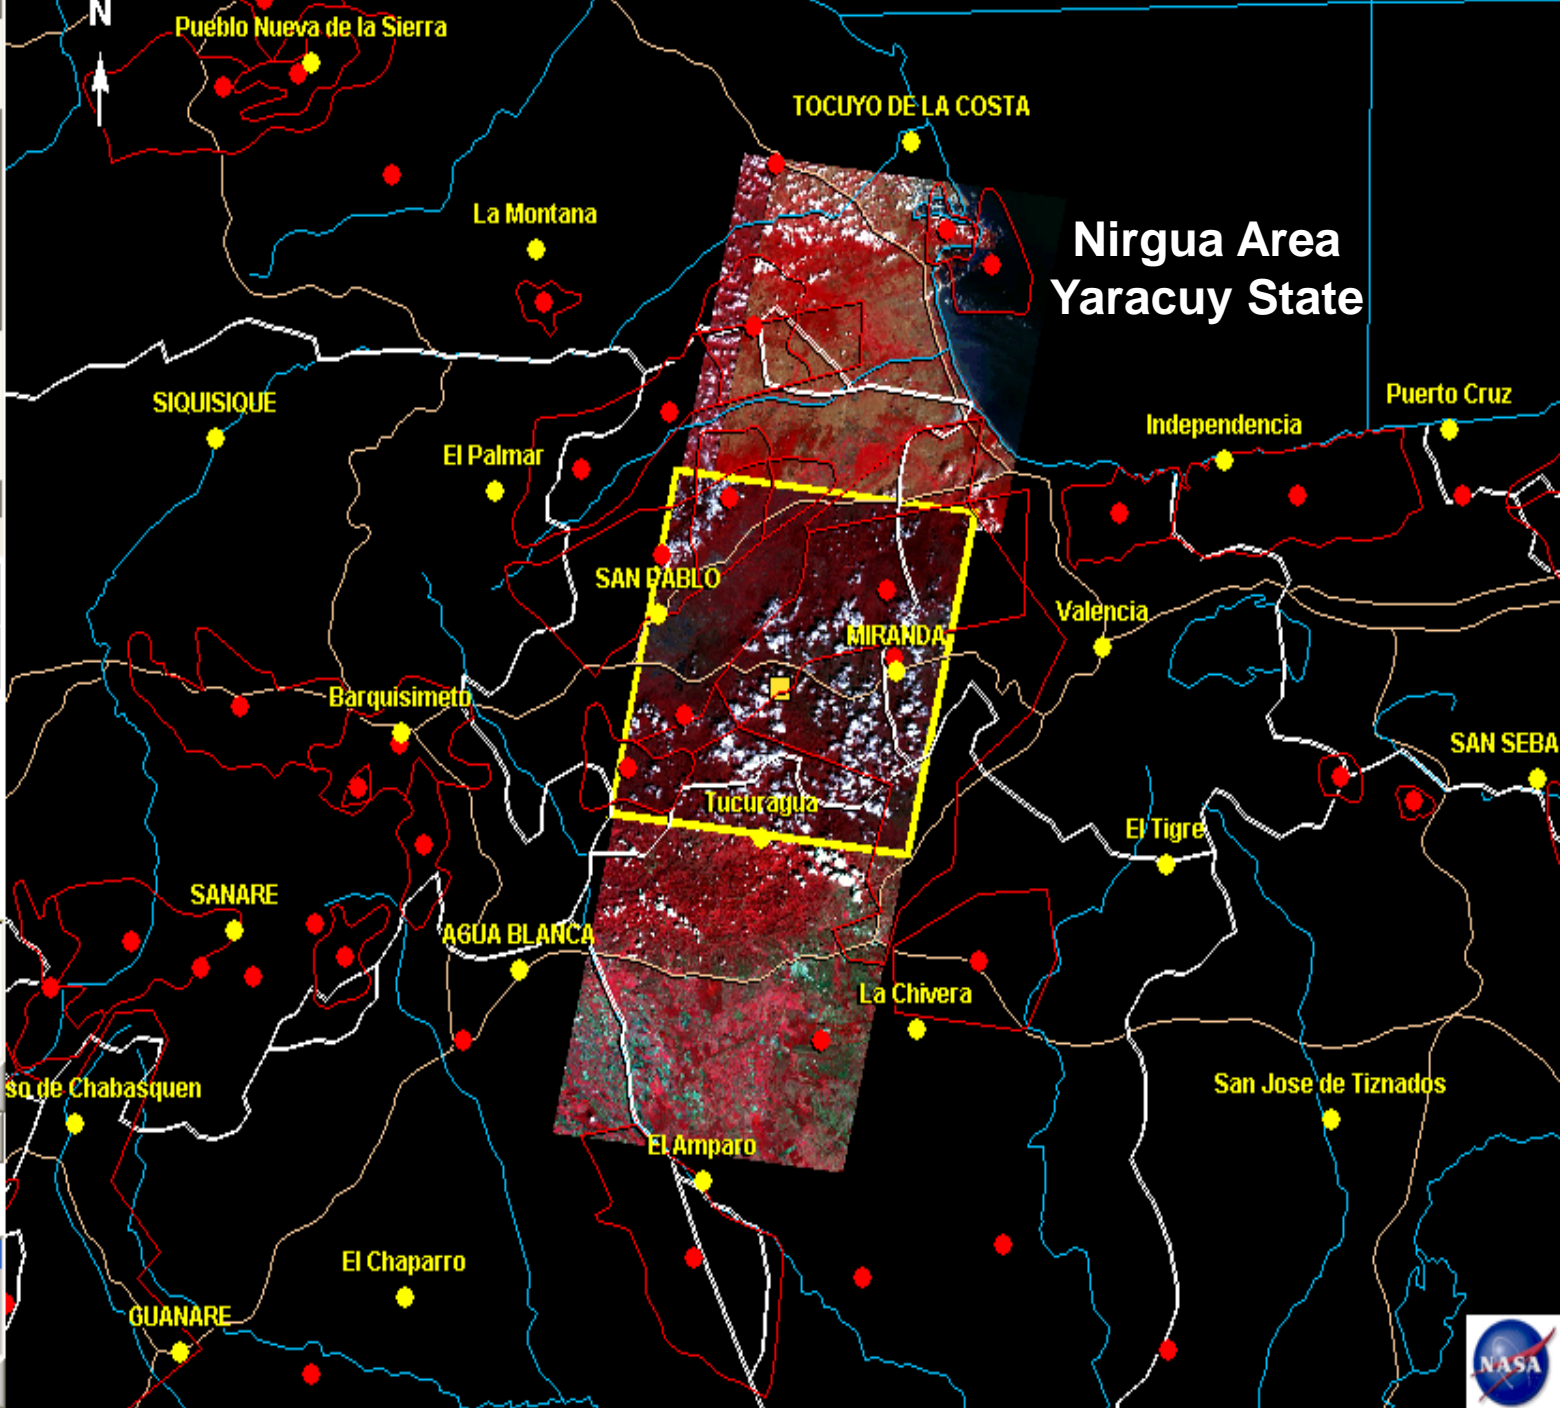 N
Pueblo Nueva de la Sierra
TOCUYO DE LA COSTA
La Montana
Nirgua Area
Yaracuy State
SIQUISIQUE
Puerto Cruz
Independencia
El Palmar
SAN PABLO
Valencia
MIRANDA
Barquisimeto
SAN SEBA
Tucuragua
El Tigre
SANARE
AGUA BLANCA
La Chivera
so de Chabasquen
San Jose de Tiznados
El Amparo
El Chaparro
GUANARE
NASA